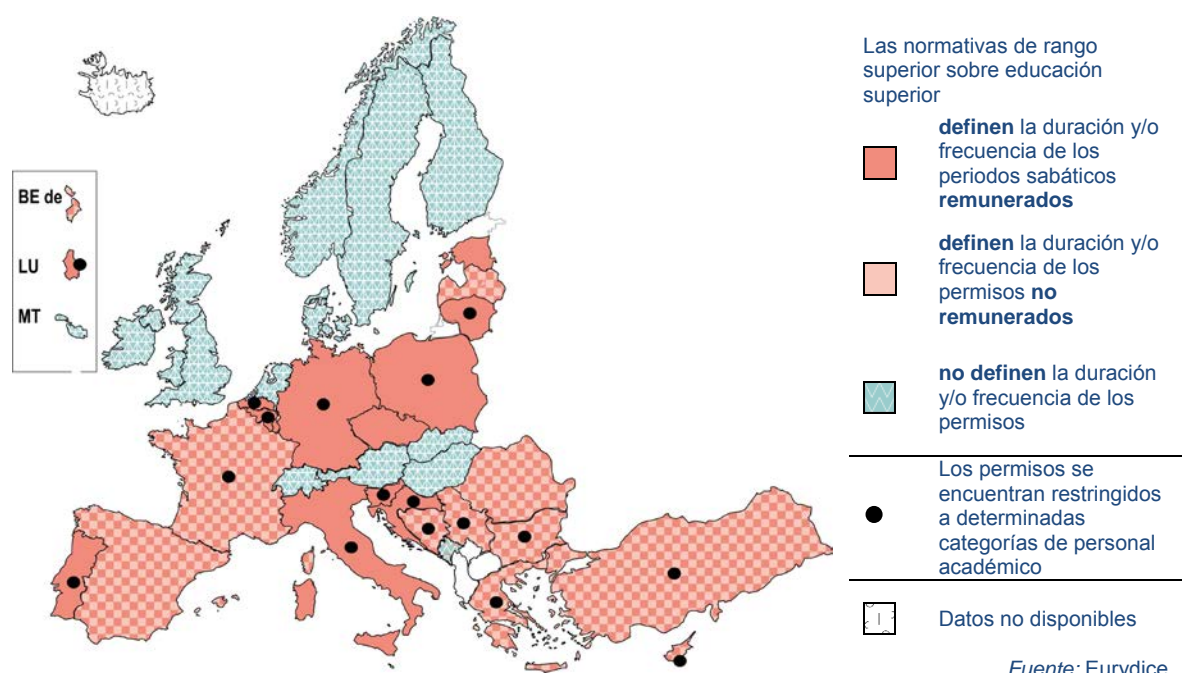 BE de
LU
MT
Las normativas de rango
superior sobre educación
superior
definen la duración y/o
frecuencia de los
periodos sabáticos
remunerados
definen la duración y/o
frecuencia de los
permisos no
remunerados
no definen la duración
y/o frecuencia de los
permisos
Los permisos se
encuentran restringidos
a determinadas
categorías de personal
académico
Datos no disponibles
Fuente: Eurydice